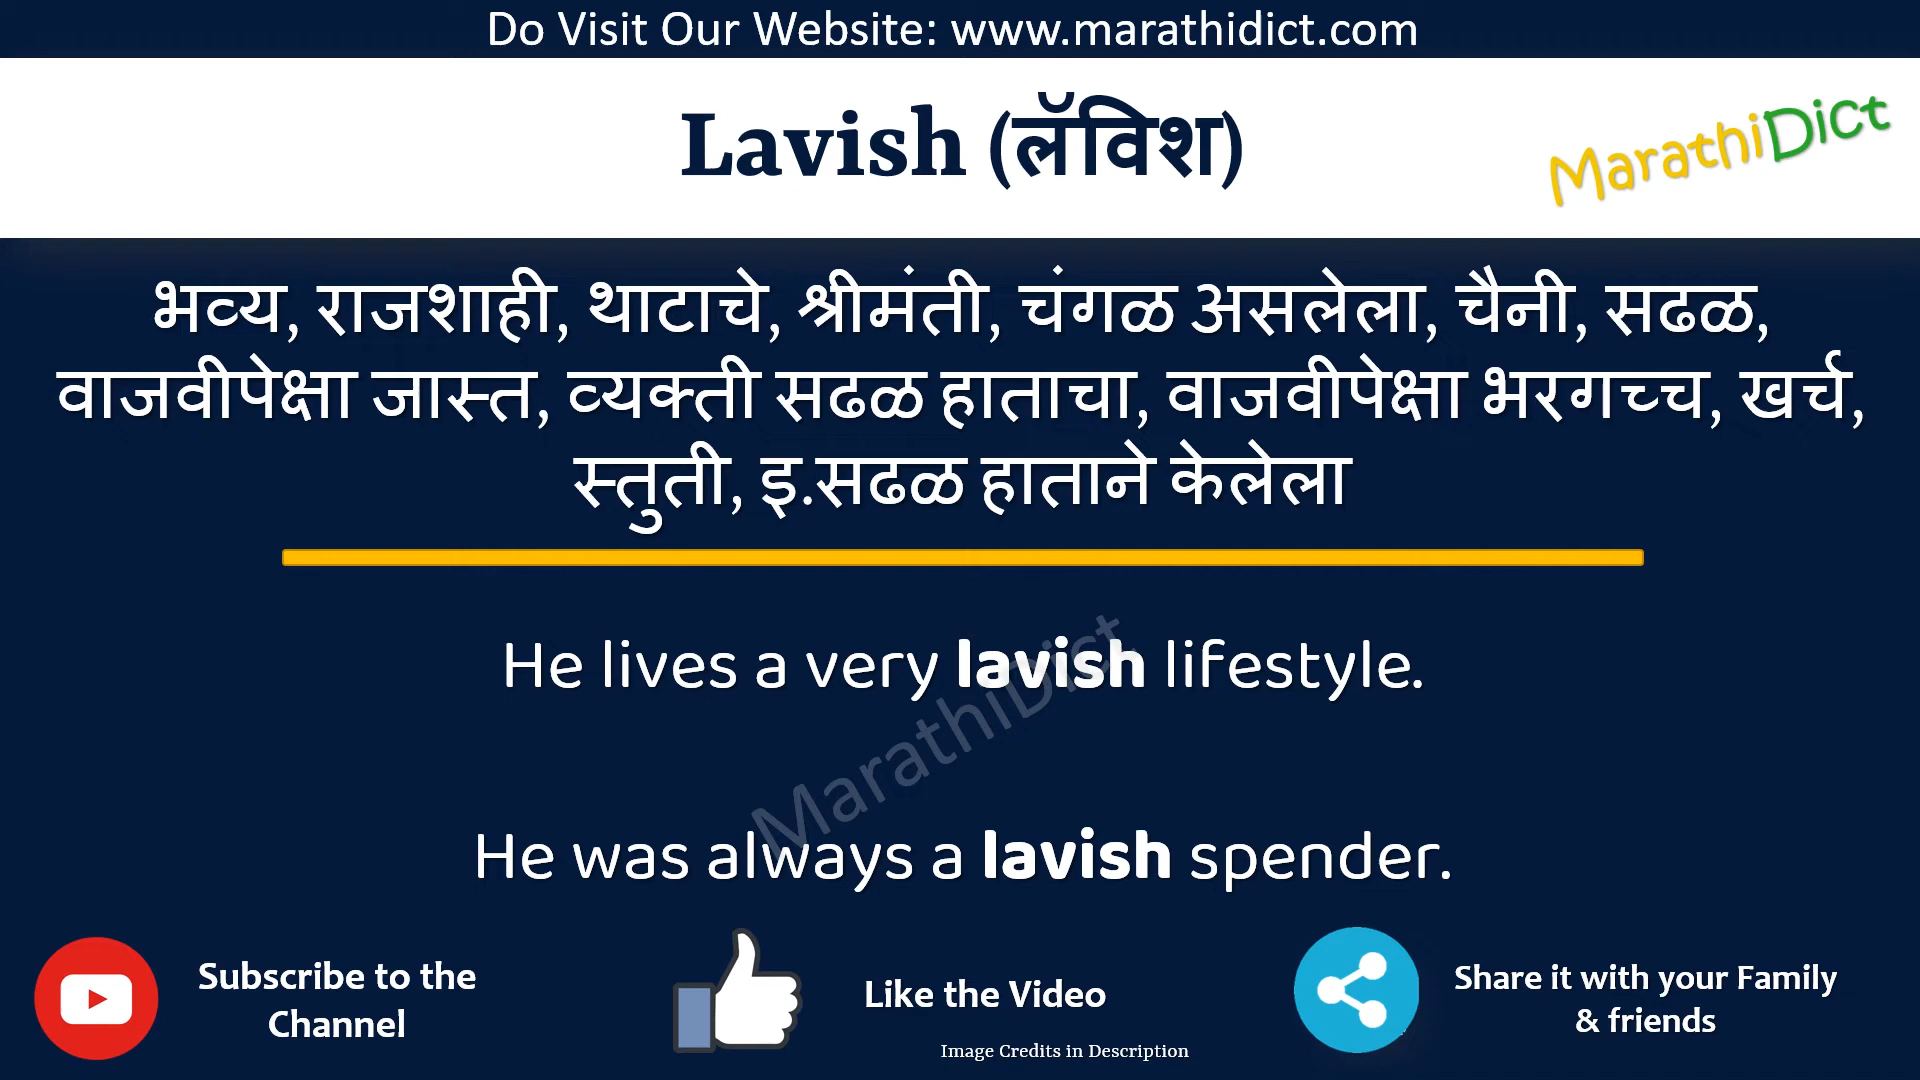 Do Visit Our Website: www.marathidict.com
Lavish (लॅविश)
MarathiDict
भव्य, राजशाही, थाटाचे, श्रीमंती, चंगळ असलेला, चैनी, सढळ,
वाजवीपेक्षा जास्त, व्यक्ती सढळ हाताचा, वाजवीपेक्षा भरगच्च, खर्च,
स्तुती, इ.सढळ हाताने केलेला
He lives a very lavish lifestyle.
MarathiDict
He was always a lavish spender.
Subscribe to the
Channel
Like the Video
Share it with your Family
& friends
Image Credits in Description